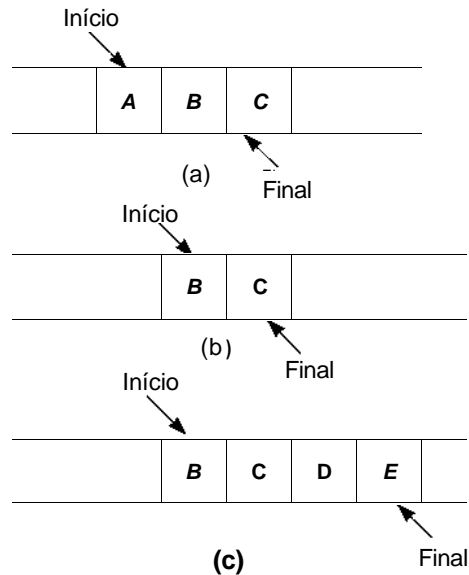 Início
A B C
(a)
Final
Início
B C
(b)
Final
Início
B C D E
(c)
Final